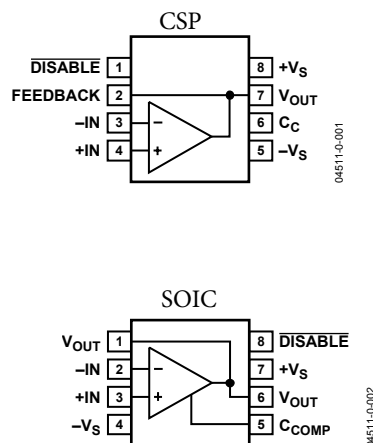 CSP
DISABLE 1
FEEDBACK 2
–IN 3
+IN 4
8 +VS
7 VOUT
6 CC
5 –VS
–
+
04511-0-001
SOIC
VOUT 1
–IN 2
+IN 3
–VS 4
8 DISABLE
7 +VS
6 VOUT
5 CCOMP
–
+
04511-0-002